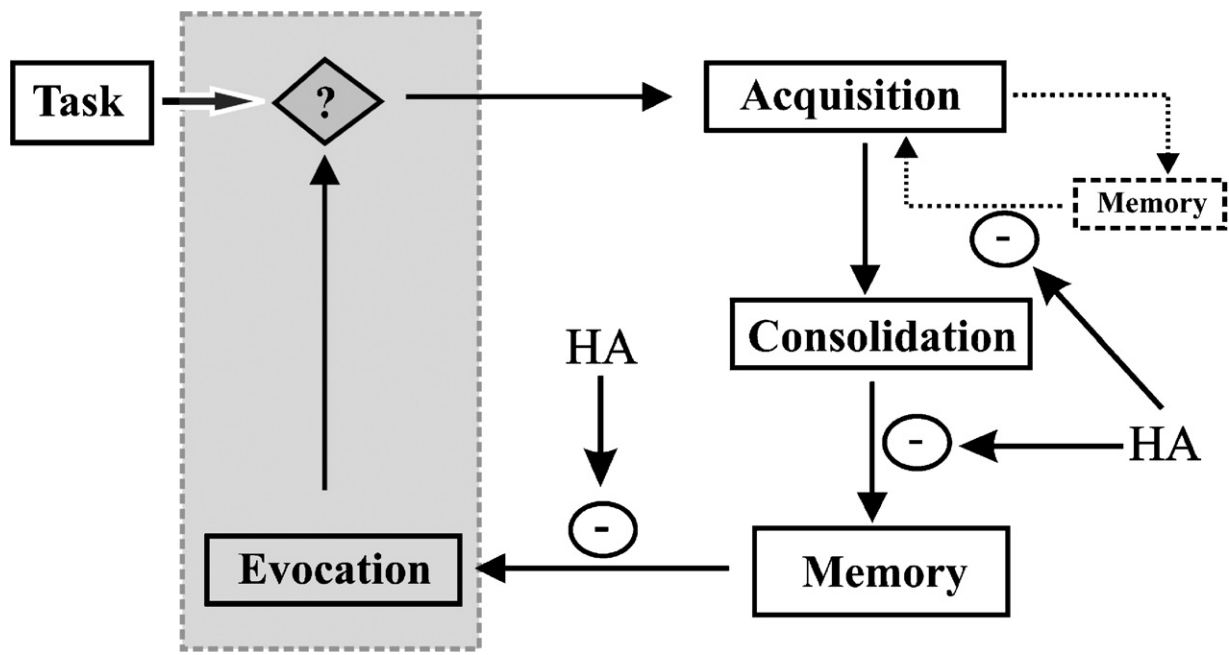 Task
?
Acquisition
Memory
-
Consolidation
HA
-
HA
-
Evocation
Memory